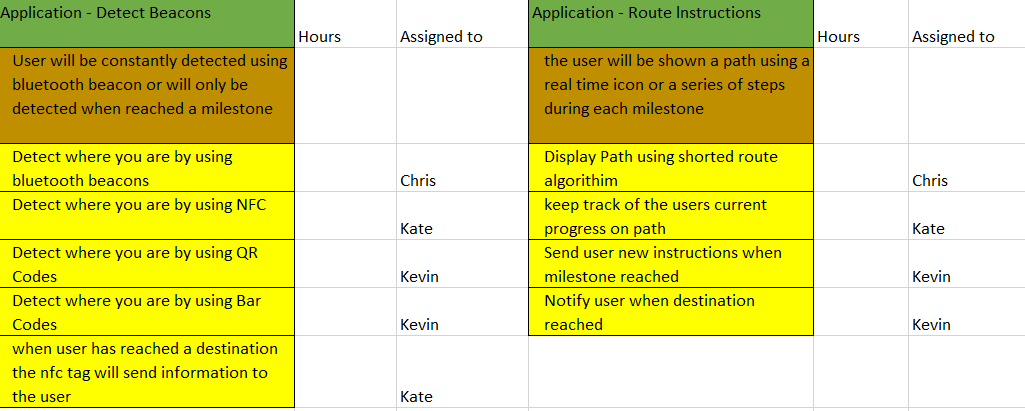 Application - Detect Beacons
Hours
Assigned to
User will be constantly detected using
bluetooth beacon or will only be
detected when reached a milestone
Detect where you are by using
bluetooth beacons
Chris
Detect where you are by using NFC
Kate
Detect where you are by using QR
Codes
Kevin
Detect where you are by using Bar
Codes
Kevin
when user has reached a destination
the nfc tag will send information to
the user
Kate
Application - Route Instructions
Hours
Assigned to
the user will be shown a path using a
real time icon or a series of steps
during each milestone
Display Path using shorted route
algorithim
Chris
keep track of the users current
progress on path
Kate
Send user new instructions when
milestone reached
Kevin
Notify user when destination
reached
Kevin